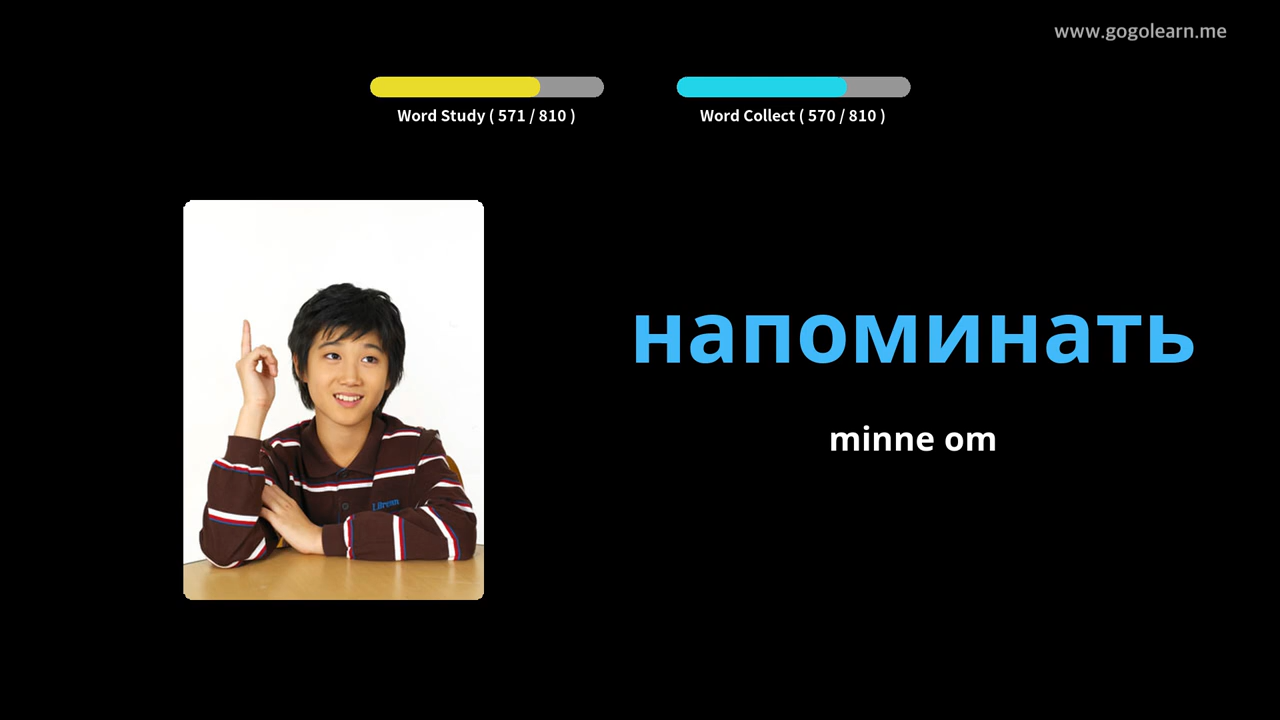 www.gogolearn.me
Word Study ( 571 / 810 )
Word Collect ( 570 / 810 )
напоминать
minne om